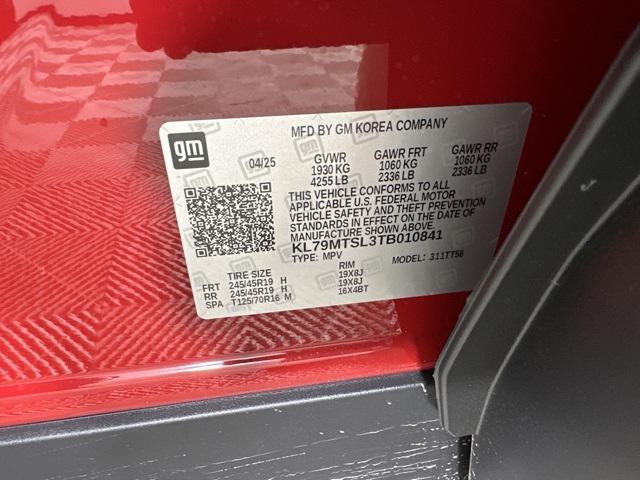 MFD BY GM KOREA COMPANY
gm
04/25
GVWR GAWR FRT GAWR RR
1930 KG 1060 KG 1060 KG
4255 LB 2336 LB 2336 LB
THIS VEHICLE CONFORMS TO ALL
APPLICABLE U.S. FEDERAL MOTOR
VEHICLE SAFETY AND THEFT PREVENTION
STANDARDS IN EFFECT ON THE DATE OF
MANUFACTURE SHOWN ABOVE.
KL79MTSL3TB010841
TYPE: MPV MODEL: 311TT56
TIRE SIZE RIM
FRT 245/45R19 H 19X8J
RR 245/45R19 H 19X8J
SPA T125/70R16 M 16X4BT